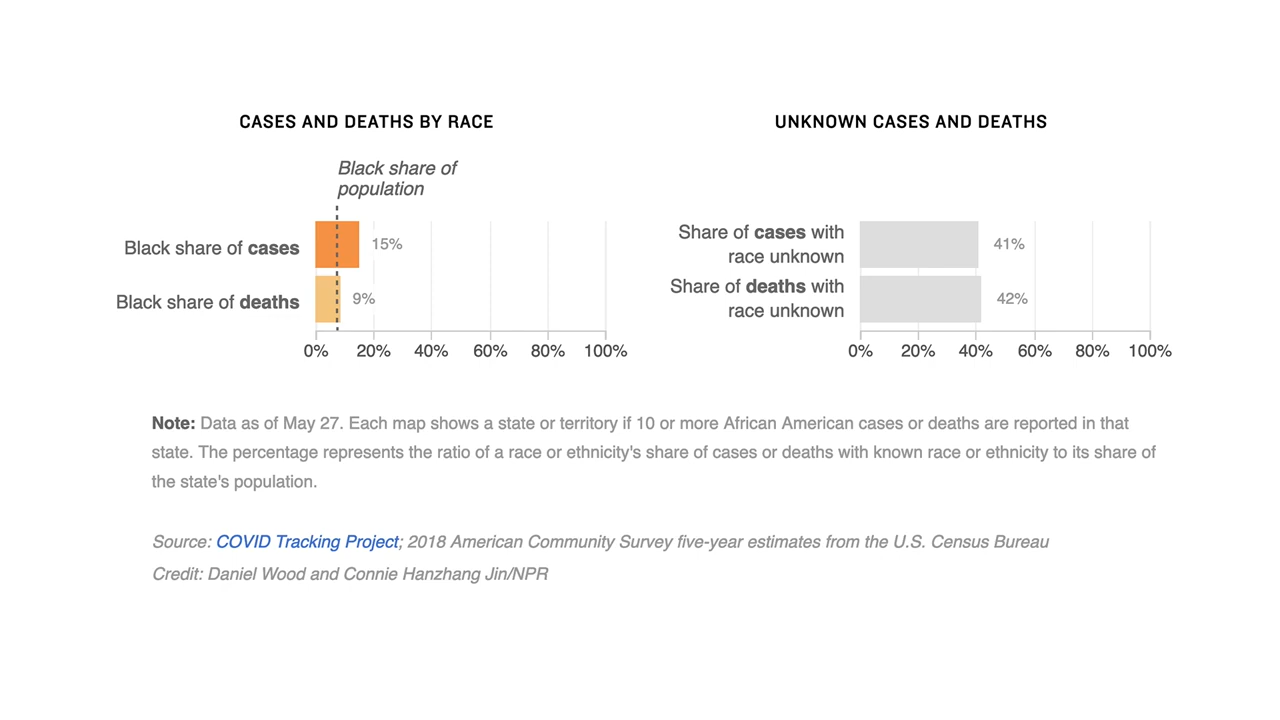 CASES AND DEATHS BY RACE
Black share of
population
Black share of cases
15%
Black share of deaths
9%
0% 20% 40% 60% 80% 100%
UNKNOWN CASES AND DEATHS
Share of cases with
race unknown
41%
Share of deaths with
race unknown
42%
0% 20% 40% 60% 80% 100%
Note: Data as of May 27. Each map shows a state or territory if 10 or more African American cases or deaths are reported in that
state. The percentage represents the ratio of a race or ethnicity's share of cases or deaths with known race or ethnicity to its share of
the state's population.
Source: COVID Tracking Project; 2018 American Community Survey five-year estimates from the U.S. Census Bureau
Credit: Daniel Wood and Connie Hanzhang Jin/NPR